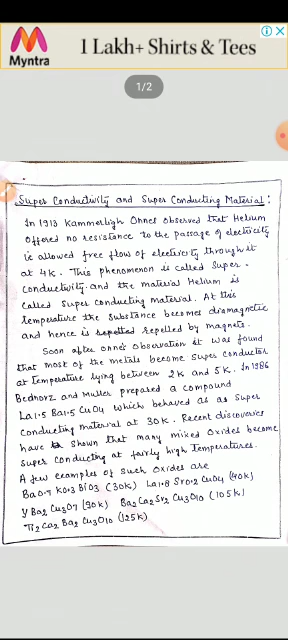 Myntra
1 Lakh+ Shirts & Tees
1/2
Super Conductivity and Super Conducting Material :
In 1913 Kammerligh Onnes observed that Helium
Offered no resistance to the passage of electricity
is allowed free flow of electricity through it
at 4K. This phenomenon is called Super-
conductivity and the material Helium is
called Super conducting material. At this
temperature the Substance becomes diamagnetic
and hence is repelled by magnets.
Soon after onne's observation it was found
that most of the metals become super conductor
at temperature lying between 2K and 5K. In 1986
Bednorz and Muller prepared a compound
La1.5 Ba1.5 CuO4 which behaved as as super
conducting material at 30K. Recent discoveries
have shown that many mixed oxides become
super conducting at fairly high temperatures.
A few examples of such oxides are
Ba0.7 K0.3 BiO3 (30K) La1.8 Sr0.2 CuO4 (40K)
Y Ba2 Cu3O7 (90K) Ba2 Ca2 Sr2 Cu3O10 (105K)
Tl2 Ca2 Ba2 Cu3O10 (125K)